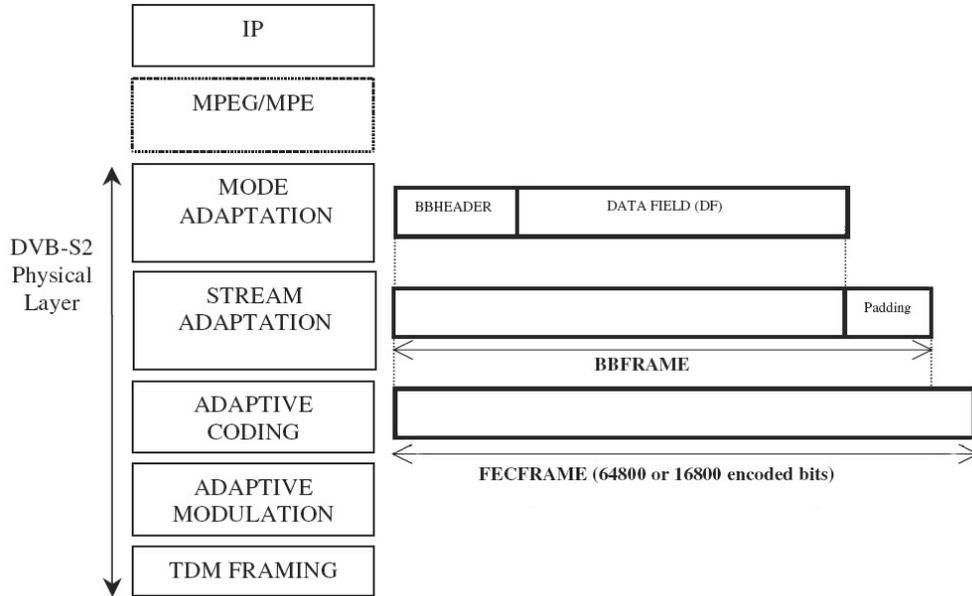 IP
MPEG/MPE
MODE
ADAPTATION
BBHEADER
DATA FIELD (DF)
DVB-S2
Physical
Layer
STREAM
ADAPTATION
Padding
BBFRAME
ADAPTIVE
CODING
FECFRAME (64800 or 16800 encoded bits)
ADAPTIVE
MODULATION
TDM FRAMING